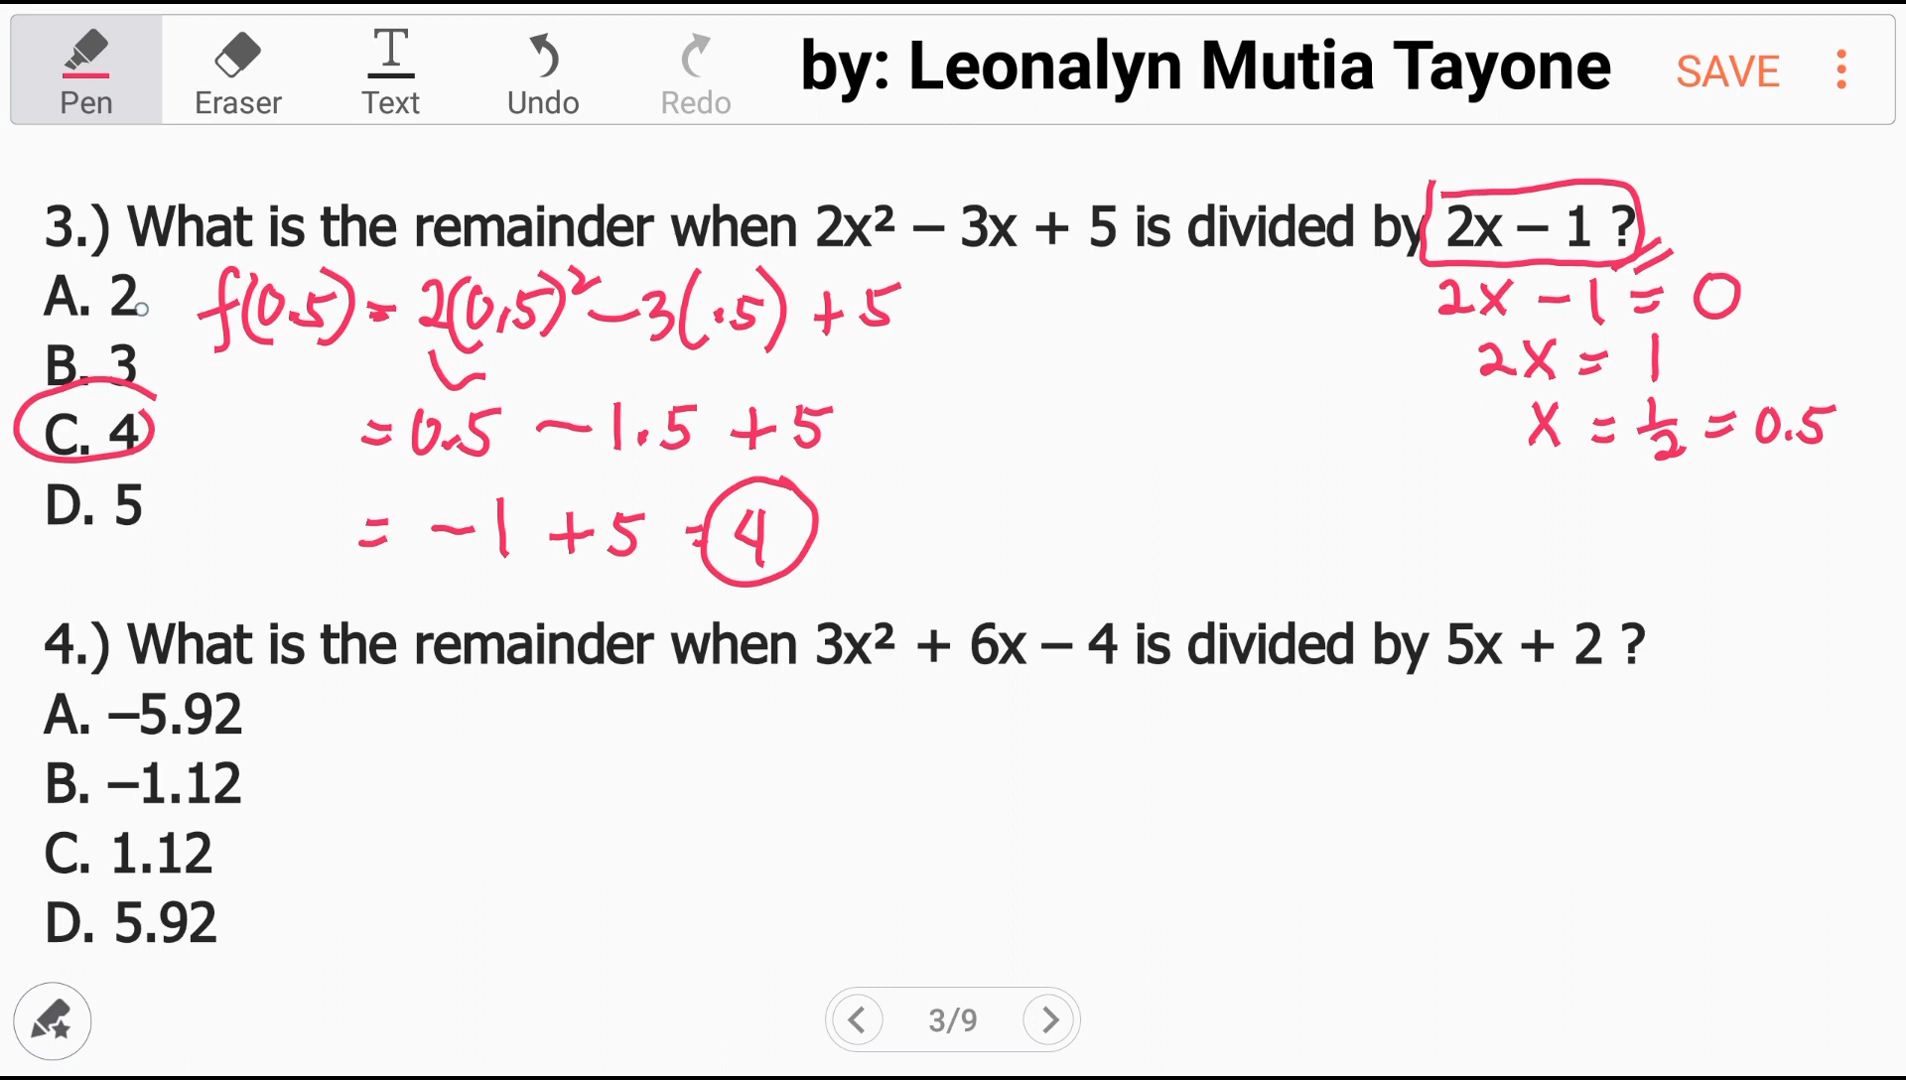 Pen Eraser Text Undo Redo by: Leonalyn Mutia Tayone SAVE
3.) What is the remainder when 2x² – 3x + 5 is divided by 2x – 1 ?
A. 2
B. 3
C. 4
D. 5
f(0.5) = 2(0.5)² – 3(.5) + 5
= 0.5 – 1.5 + 5
= –1 + 5 = 4
2x – 1 = 0
2x = 1
x = 1/2 = 0.5
4.) What is the remainder when 3x² + 6x – 4 is divided by 5x + 2 ?
A. –5.92
B. –1.12
C. 1.12
D. 5.92
3/9